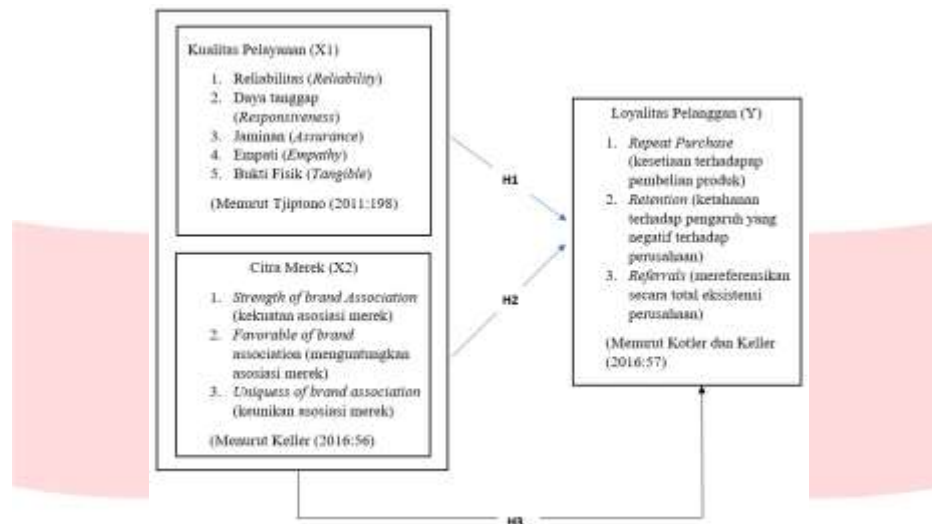 Kualitas Pelayanan (X1)
1. Reliabilitas (Reliability)
2. Daya tanggap
(Responsiveness)
3. Jaminan (Assurance)
4. Empati (Empathy)
5. Bukti Fisik (Tangible)
(Menurut Tjiptono (2011:198)
Citra Merek (X2)
1. Strength of brand Association
(kekuatan asosiasi merek)
2. Favorable of brand
association (menguntungkan
asosiasi merek)
3. Uniquess of brand association
(keunikan asosiasi merek)
(Menurut Keller (2016:56)
H1
H2
Loyalitas Pelanggan (Y)
1. Repeat Purchase
(kesetiaan terhadapap
pembelian produk)
2. Retention (ketahanan
terhadap pengaruh yang
negatif terhadap
perusahaan)
3. Referrals (mereferensikan
secara total eksistensi
perusahaan)
(Menurut Kotler dan Keller
(2016:57)
H3